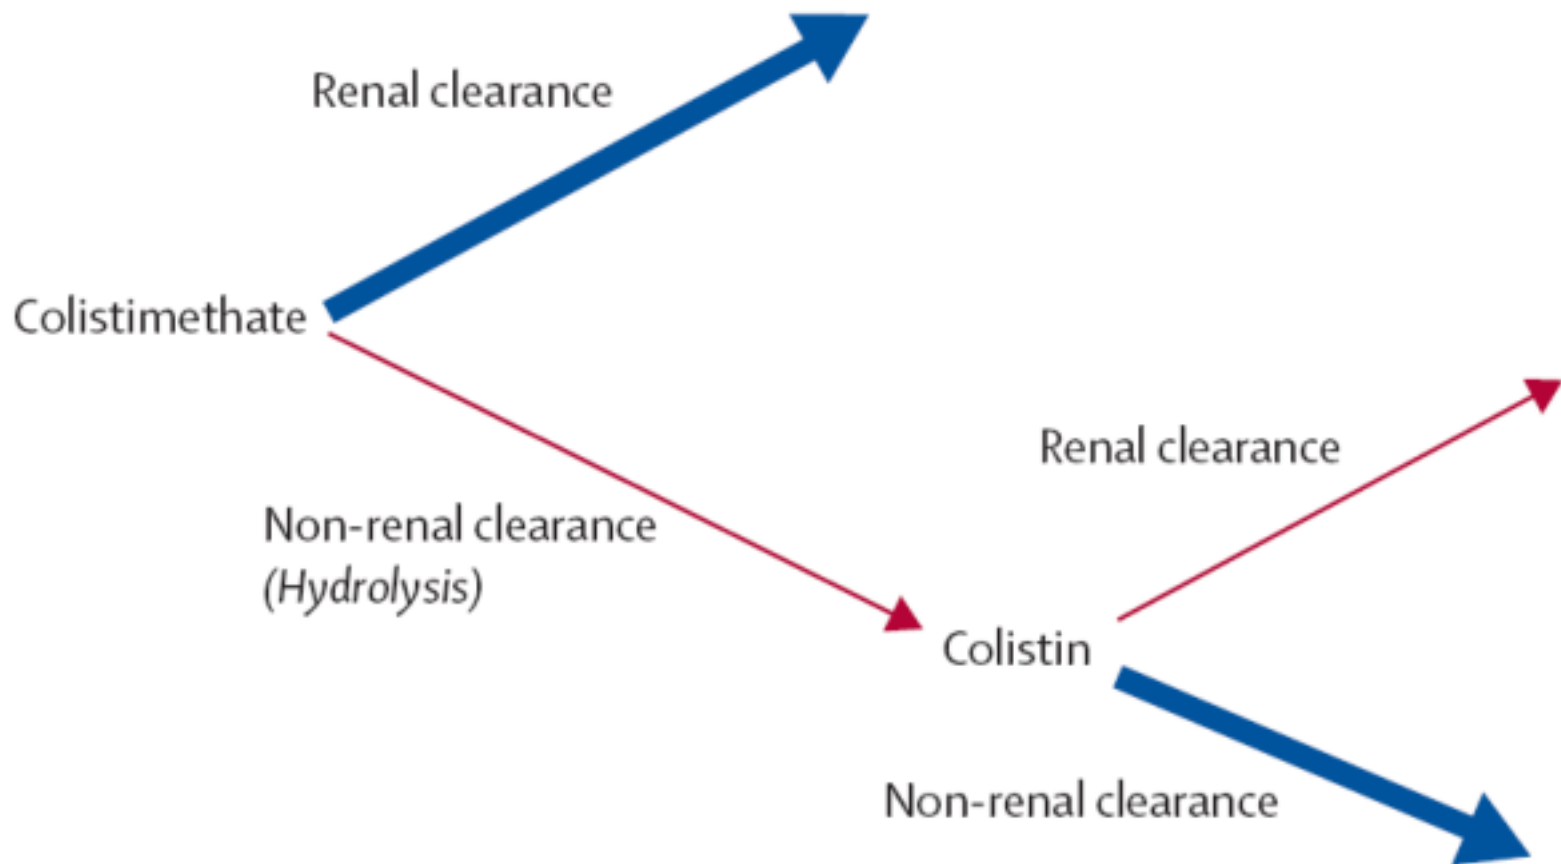 Renal clearance
Colistimethate
Renal clearance
Non-renal clearance
(Hydrolysis)
Colistin
Non-renal clearance